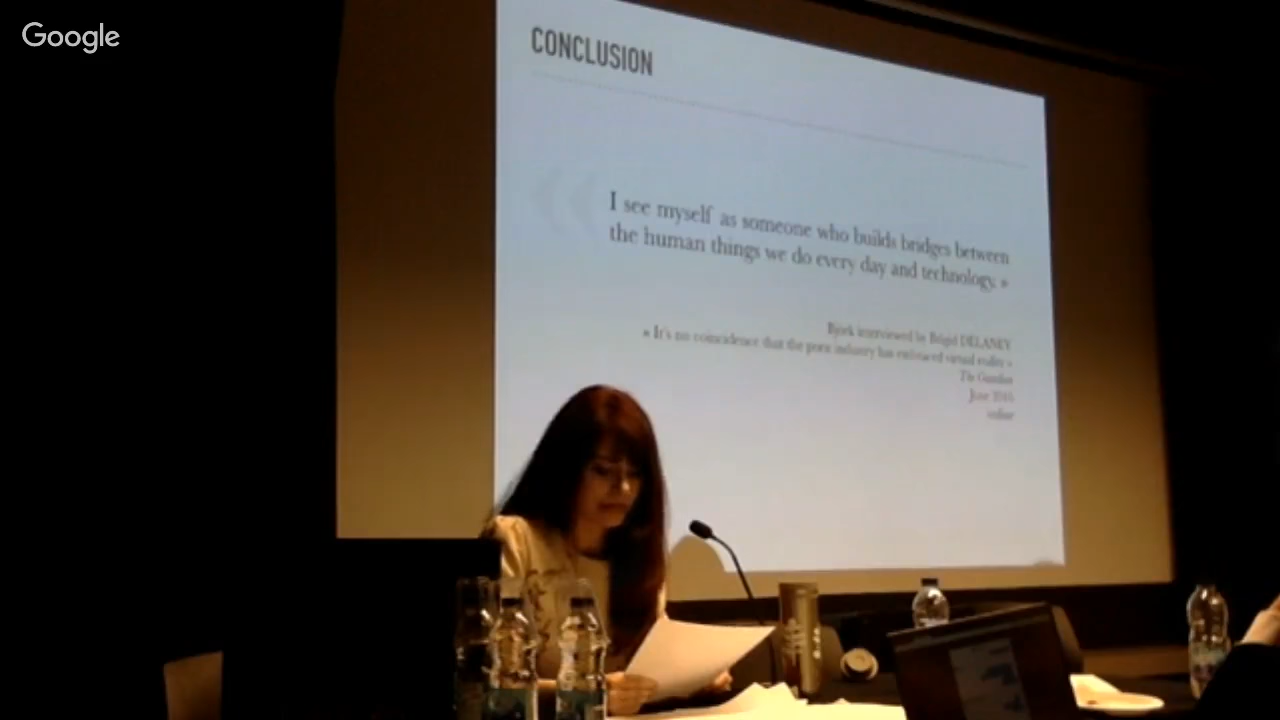 Google
CONCLUSION
«
I see myself as someone who builds bridges between
the human things we do every day and technology. »
Björk interviewed by Brigid DELANEY
« It's no coincidence that the porn industry has embraced virtual reality »
The Guardian
June 2016
online